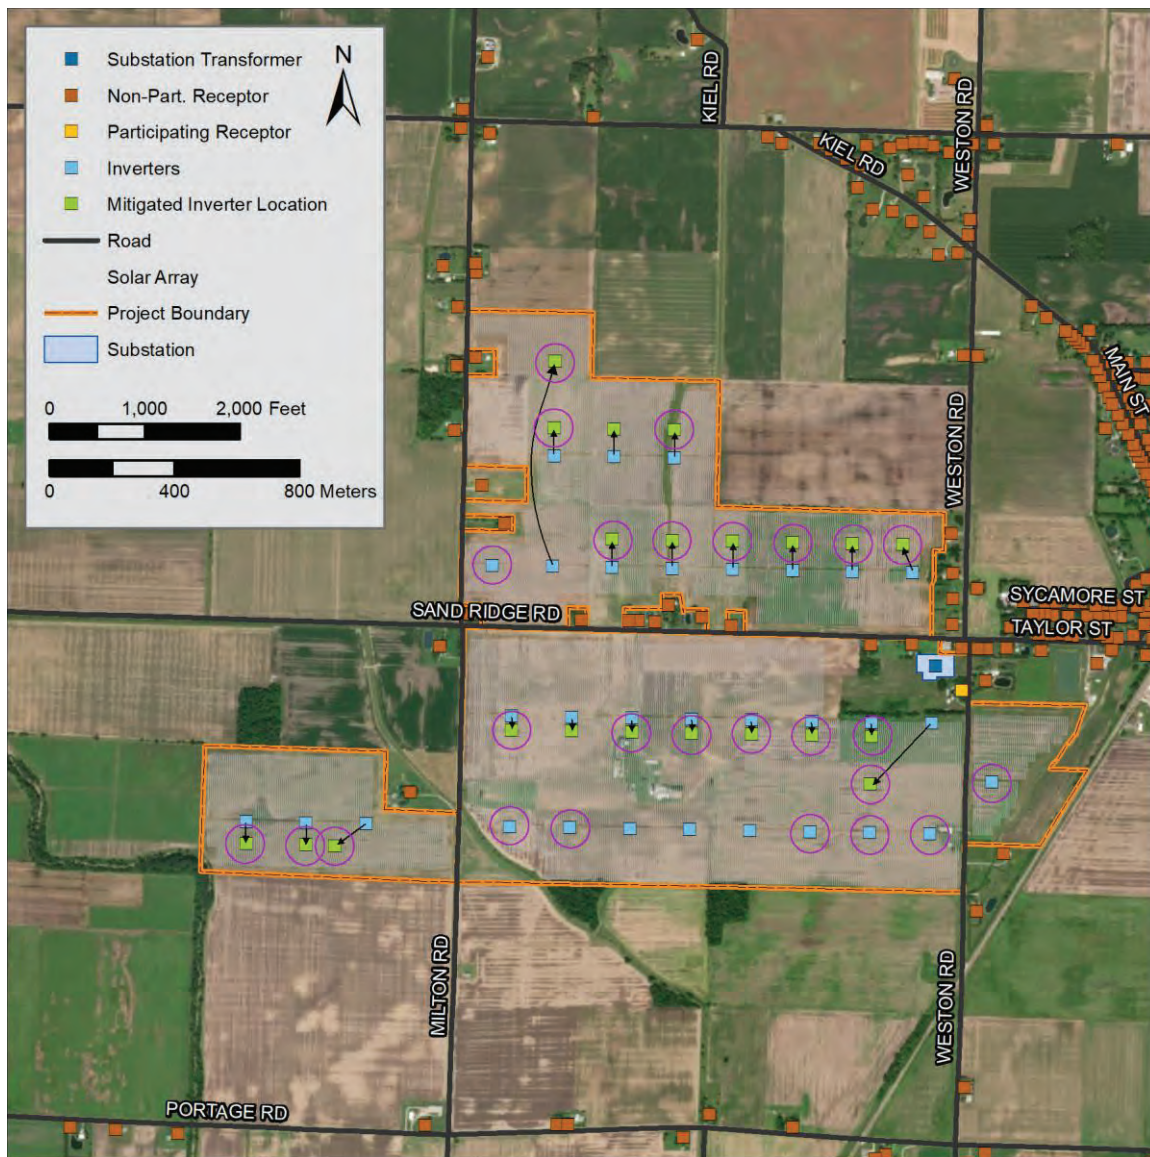 N
Substation Transformer
Non-Part. Receptor
Participating Receptor
Inverters
Mitigated Inverter Location
Road
Solar Array
Project Boundary
Substation
0 1,000 2,000 Feet
0 400 800 Meters
KIEL RD
WESTON RD
KIEL RD
MAIN ST
WESTON RD
SAND RIDGE RD
SYCAMORE ST
TAYLOR ST
MILTON RD
WESTON RD
PORTAGE RD